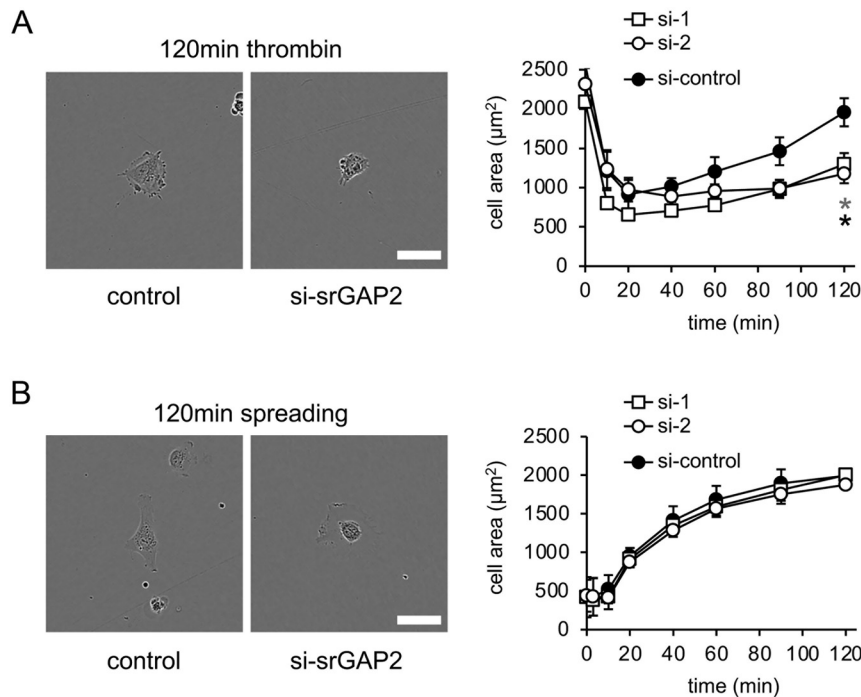 A
120min thrombin
control
si-srGAP2
si-1
si-2
si-control
cell area (µm²)
2500
2000
1500
1000
500
0
0 20 40 60 80 100 120
*
*
time (min)
B
120min spreading
control
si-srGAP2
si-1
si-2
si-control
cell area (µm²)
2500
2000
1500
1000
500
0
0 20 40 60 80 100 120
time (min)